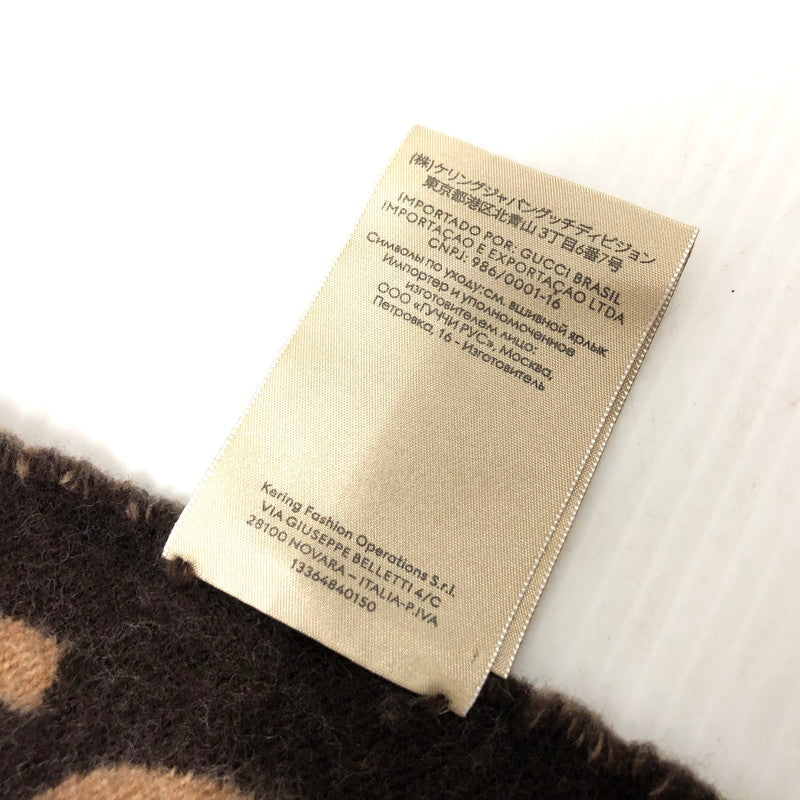 (株)ケリングジャパングッチディビジョン
東京都港区北青山 3丁目6番7号
IMPORTADO POR: GUCCI BRASIL
IMPORTACAO E EXPORTAÇAO LTDA
CNPJ: 986/0001-16
Символы по уходу:см. вшивной ярлык
Импортер и уполномоченное
изготовителем лицо:
ООО «ГУЧЧИ РУС», Москва,
Петровка, 16 - Изготовитель
Kering Fashion Operations S.r.l.
VIA GIUSEPPE BELLETTI 4/C
28100 NOVARA – ITALIA-P.IVA
13364840150